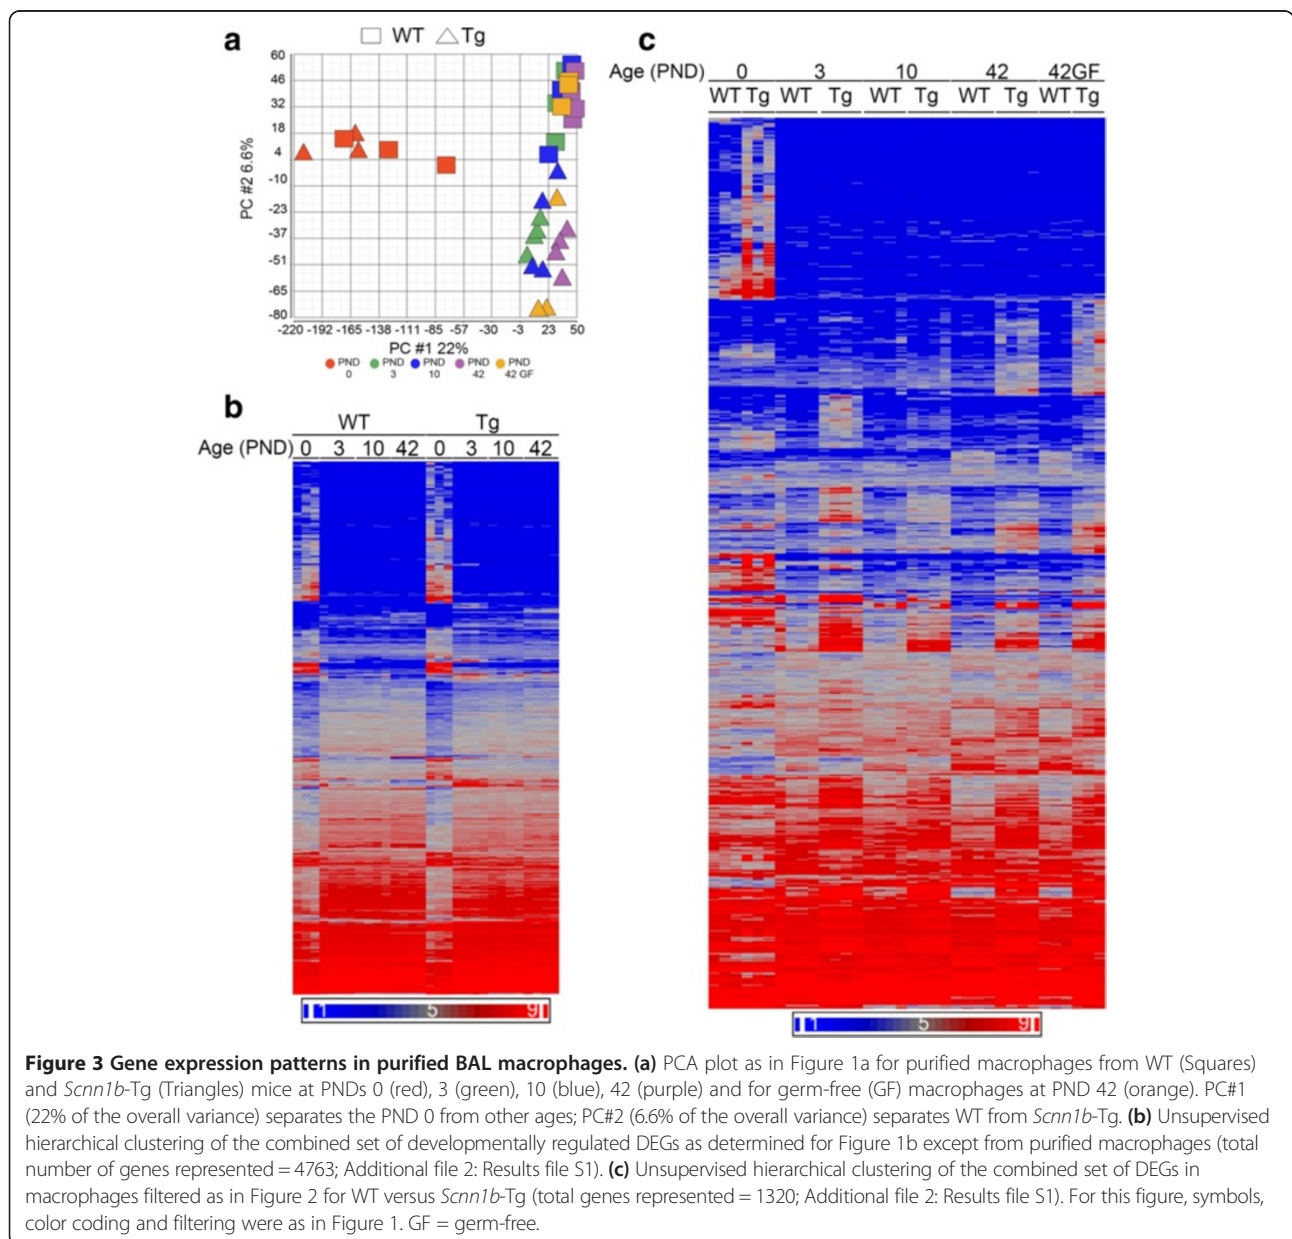 a
WT Tg
60
46
32
18
4
-10
-23
-37
-51
-65
-80
PC #2 6.6%
-220 -192 -165 -138 -111 -85 -57 -30 -3 23 50
PC #1 22%
PND PND PND PND PND
0 3 10 42 42 GF
b
WT Tg
Age (PND) 0 3 10 42 0 3 10 42
1 5 9
c
Age (PND) 0 3 10 42 42GF
WT Tg WT Tg WT Tg WT Tg WT Tg
1 5 9
Figure 3 Gene expression patterns in purified BAL macrophages. (a) PCA plot as in Figure 1a for purified macrophages from WT (Squares)
and Scnn1b-Tg (Triangles) mice at PNDs 0 (red), 3 (green), 10 (blue), 42 (purple) and for germ-free (GF) macrophages at PND 42 (orange). PC#1
(22% of the overall variance) separates the PND 0 from other ages; PC#2 (6.6% of the overall variance) separates WT from Scnn1b-Tg. (b) Unsupervised
hierarchical clustering of the combined set of developmentally regulated DEGs as determined for Figure 1b except from purified macrophages (total
number of genes represented = 4763; Additional file 2: Results file S1). (c) Unsupervised hierarchical clustering of the combined set of DEGs in
macrophages filtered as in Figure 2 for WT versus Scnn1b-Tg (total genes represented = 1320; Additional file 2: Results file S1). For this figure, symbols,
color coding and filtering were as in Figure 1. GF = germ-free.